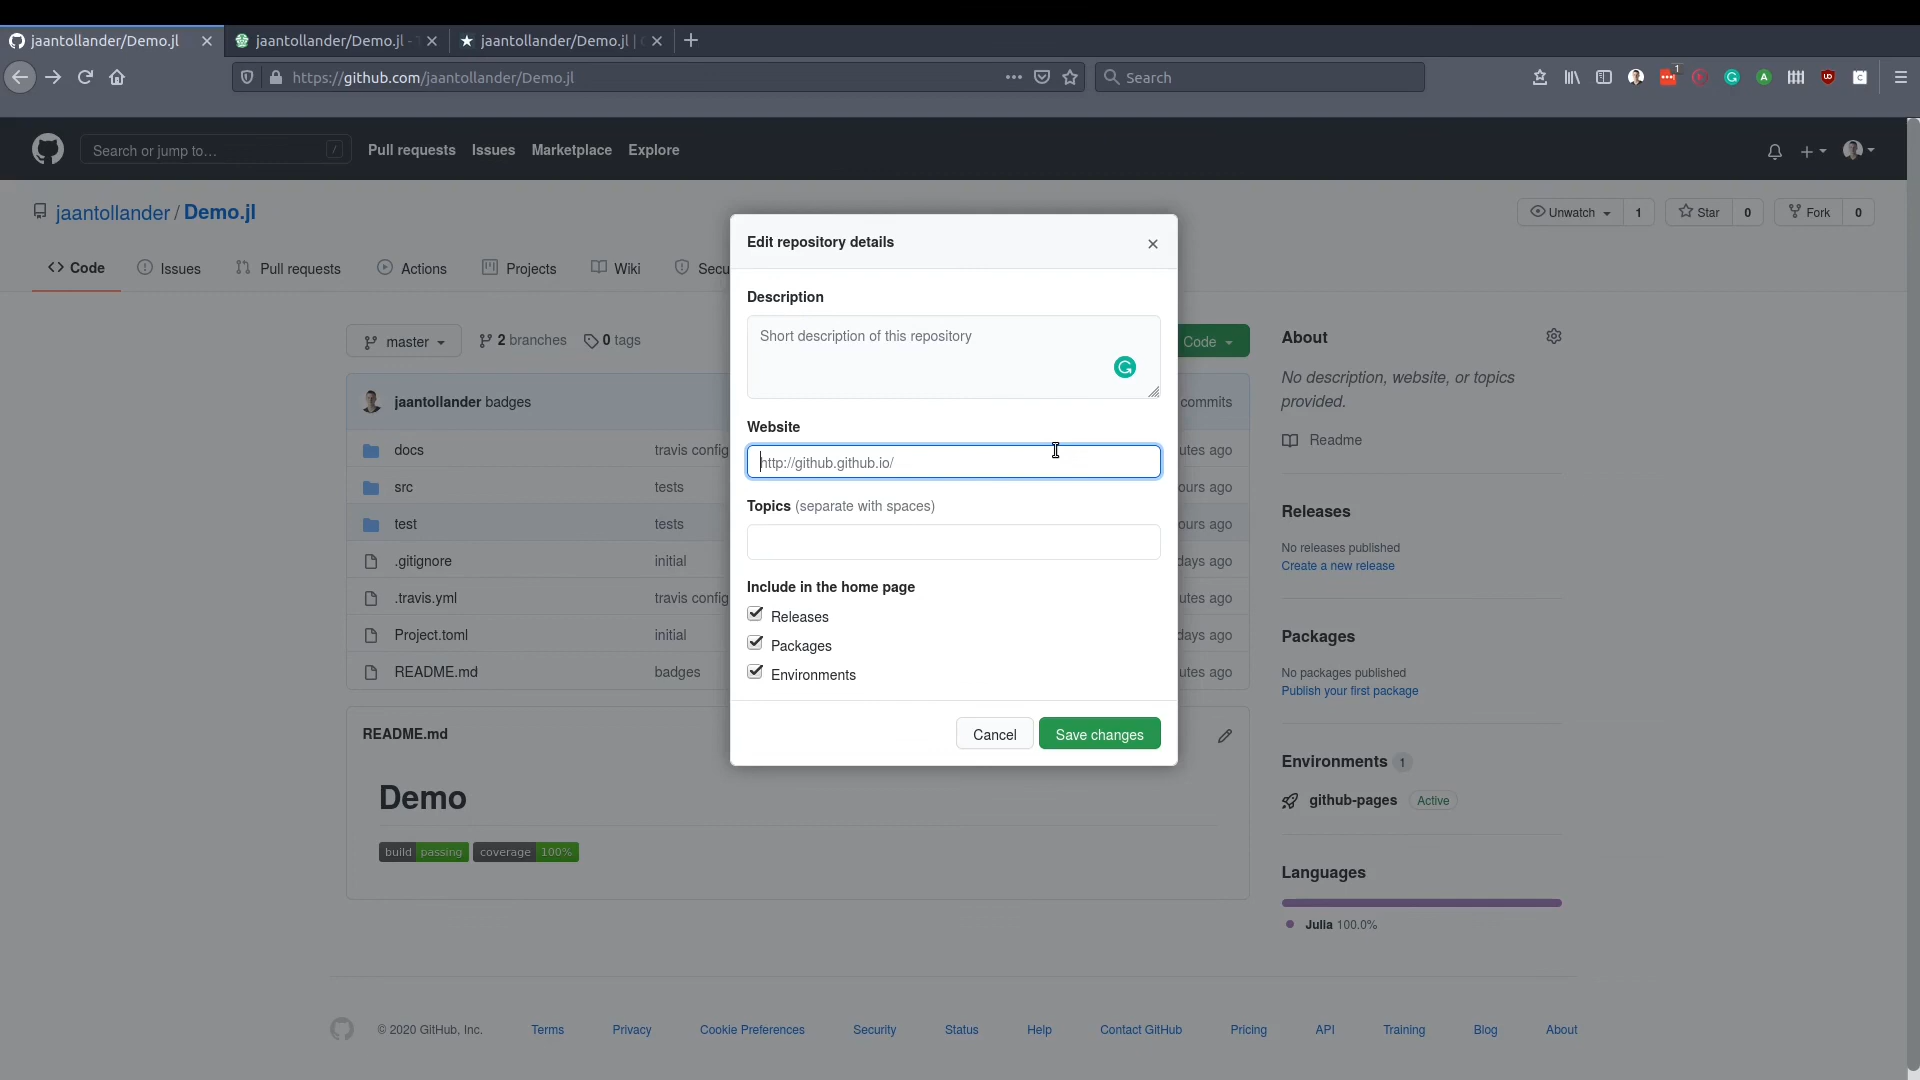 jaantollander/Demo.jl
jaantollander/Demo.jl -
jaantollander/Demo.jl |
https://github.com/jaantollander/Demo.jl
Search
1
Search or jump to… /
Pull requests Issues Marketplace Explore
jaantollander / Demo.jl
Unwatch 1 Star 0 Fork 0
Code Issues Pull requests Actions Projects Wiki Secu
master 2 branches 0 tags Code
jaantollander badges commits
docs travis config utes ago
src tests ours ago
test tests ours ago
.gitignore initial days ago
.travis.yml travis config utes ago
Project.toml initial days ago
README.md badges utes ago
README.md
Demo
build passing coverage 100%
Edit repository details
Description
Short description of this repository
Website
http://github.github.io/
Topics (separate with spaces)
Include in the home page
Releases
Packages
Environments
Cancel Save changes
About
No description, website, or topics
provided.
Readme
Releases
No releases published
Create a new release
Packages
No packages published
Publish your first package
Environments 1
github-pages Active
Languages
Julia 100.0%
© 2020 GitHub, Inc. Terms Privacy Cookie Preferences Security Status Help Contact GitHub Pricing API Training Blog About